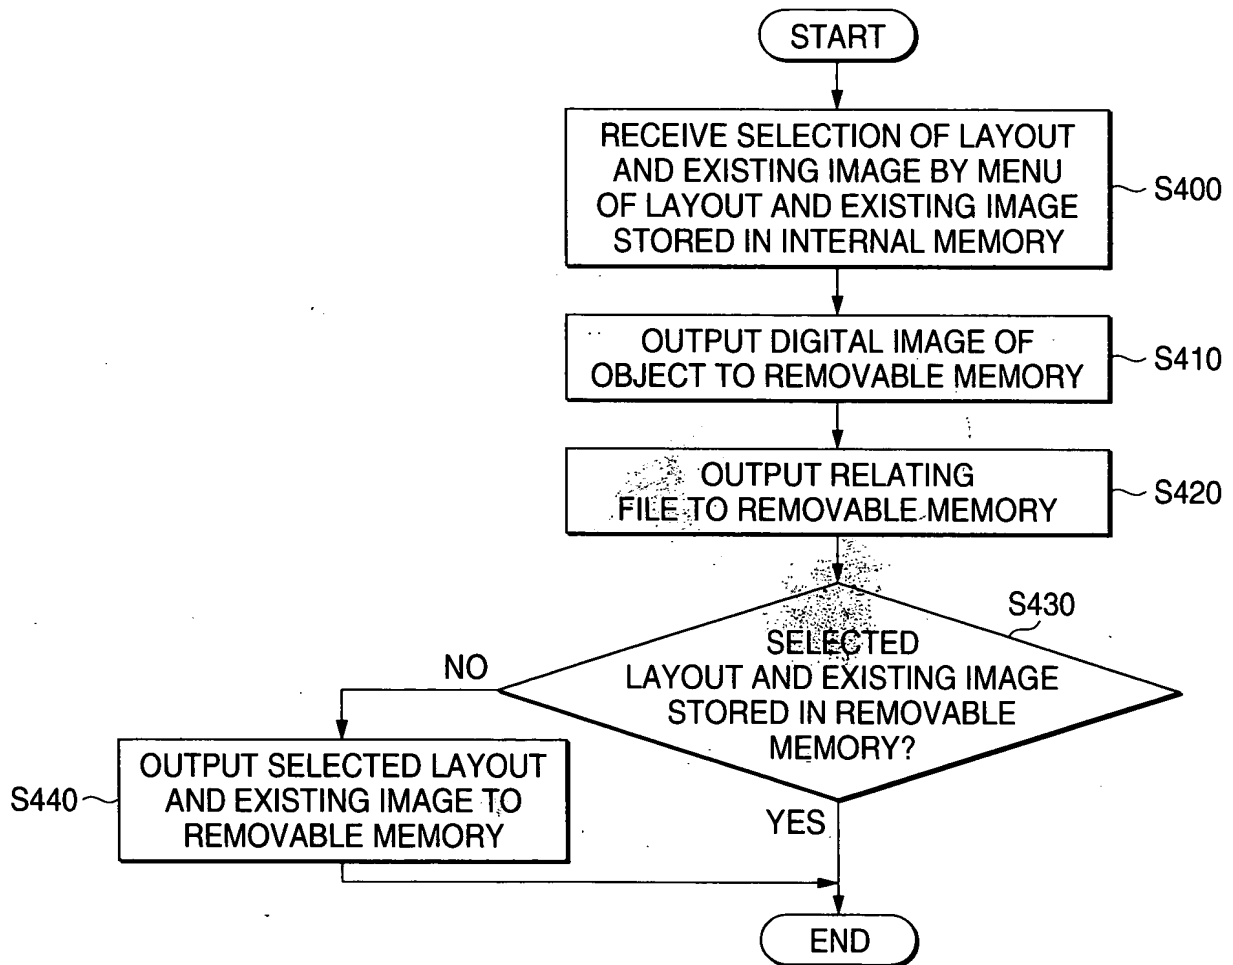 START
RECEIVE SELECTION OF LAYOUT
AND EXISTING IMAGE BY MENU
OF LAYOUT AND EXISTING IMAGE
STORED IN INTERNAL MEMORY
S400
OUTPUT DIGITAL IMAGE OF
OBJECT TO REMOVABLE MEMORY
S410
OUTPUT RELATING
FILE TO REMOVABLE MEMORY
S420
S430
SELECTED
LAYOUT AND EXISTING IMAGE
STORED IN REMOVABLE
MEMORY?
NO
OUTPUT SELECTED LAYOUT
AND EXISTING IMAGE TO
REMOVABLE MEMORY
S440
YES
END